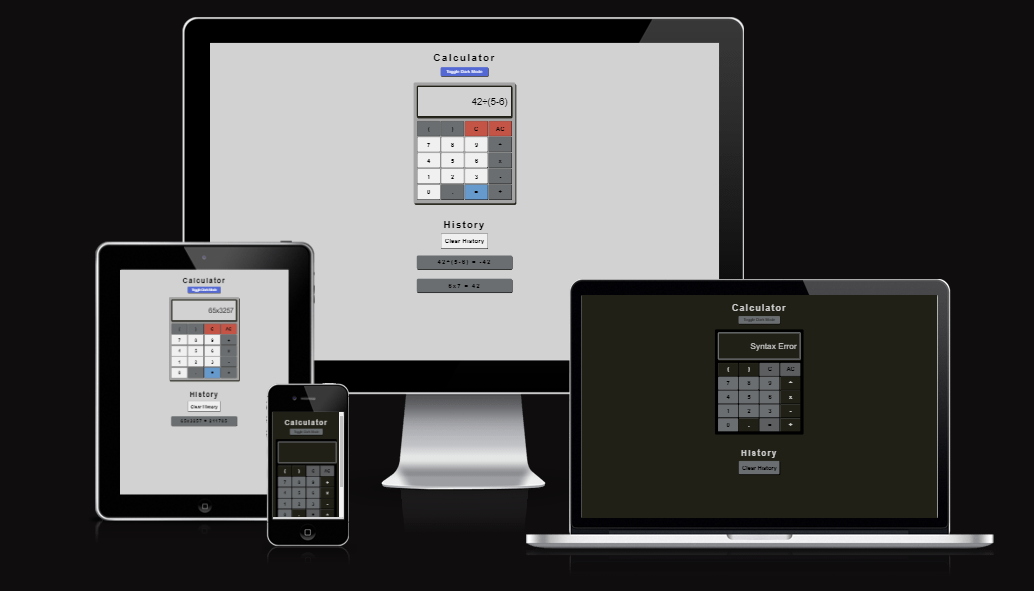 Calculator
Toggle Dark Mode
42÷(5-6)
( ) C AC
7 8 9 ÷
4 5 6 x
1 2 3 -
0 . = +
History
Clear History
42÷(5-6) = -42
6x7 = 42
Calculator
Toggle Dark Mode
65x3257
( ) C AC
7 8 9 ÷
4 5 6 x
1 2 3 -
0 . = +
History
Clear History
Calculator
Toggle Dark Mode
( ) C AC
7 8 9 ÷
4 5 6 x
1 2 3 -
0 . = +
Calculator
Toggle Dark Mode
Syntax Error
( ) C AC
7 8 9 ÷
4 5 6 x
1 2 3 -
0 . = +
History
Clear History